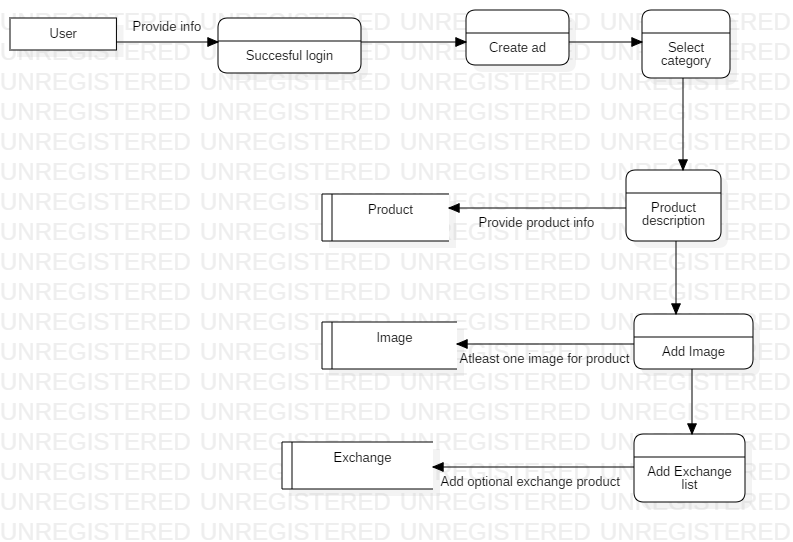 User
Provide info
Succesful login
Create ad
Select
category
Product
description
Product
Provide product info
Image
Atleast one image for product
Add Image
Exchange
Add optional exchange product
Add Exchange
list
UNREGISTERED